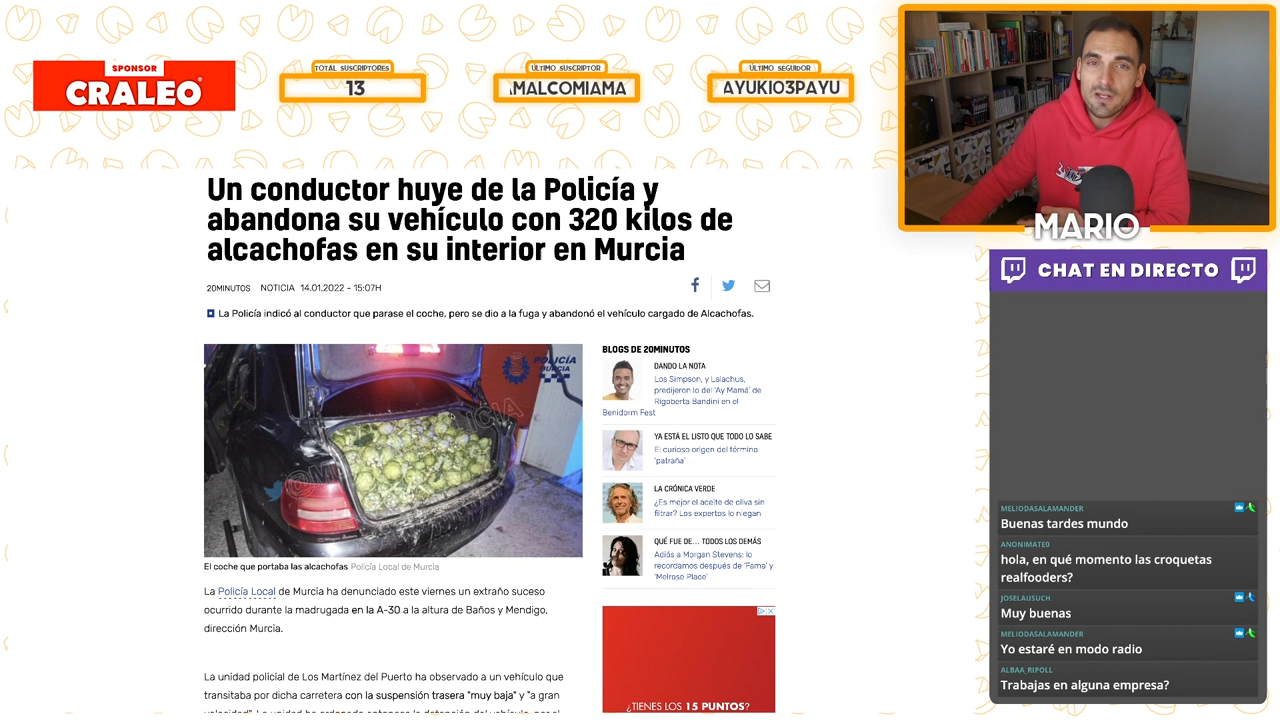 SPONSOR
CRALEO
TOTAL SUSCRIPTORES
13
ÚLTIMO SUSCRIPTOR
MALCOMIAMA
ÚLTIMO SEGUIDOR
AYUKIO3PAYU
MARIO
Un conductor huye de la Policía y
abandona su vehículo con 320 kilos de
alcachofas en su interior en Murcia
20MINUTOS NOTICIA 14.01.2022 - 15:07H
La Policía indicó al conductor que parase el coche, pero se dio a la fuga y abandonó el vehículo cargado de Alcachofas.
POLICÍA
MURCIA
El coche que portaba las alcachofas Policía Local de Murcia
La Policía Local de Murcia ha denunciado este viernes un extraño suceso
ocurrido durante la madrugada en la A-30 a la altura de Baños y Mendigo,
dirección Murcia.
La unidad policial de Los Martínez del Puerto ha observado a un vehículo que
transitaba por dicha carretera con la suspensión trasera "muy baja" y "a gran
BLOGS DE 20MINUTOS
DANDO LA NOTA
Los Simpson, y Lalachus,
predijeron lo del 'Ay Mamá' de
Rigoberta Bandini en el
Benidorm Fest
YA ESTÁ EL LISTO QUE TODO LO SABE
El curioso origen del término
'patraña'
LA CRÓNICA VERDE
¿Es mejor el aceite de oliva sin
filtrar? Los expertos lo niegan
QUÉ FUE DE... TODOS LOS DEMÁS
Adiós a Morgan Stevens: lo
recordamos después de 'Fama' y
'Melrose Place'
¿TIENES LOS 15 PUNTOS?
CHAT EN DIRECTO
MELIODASALAMANDER
Buenas tardes mundo
ANONIMATE0
hola, en qué momento las croquetas
realfooders?
JOSELAUSUCH
Muy buenas
MELIODASALAMANDER
Yo estaré en modo radio
ALBAA_RIPOLL
Trabajas en alguna empresa?